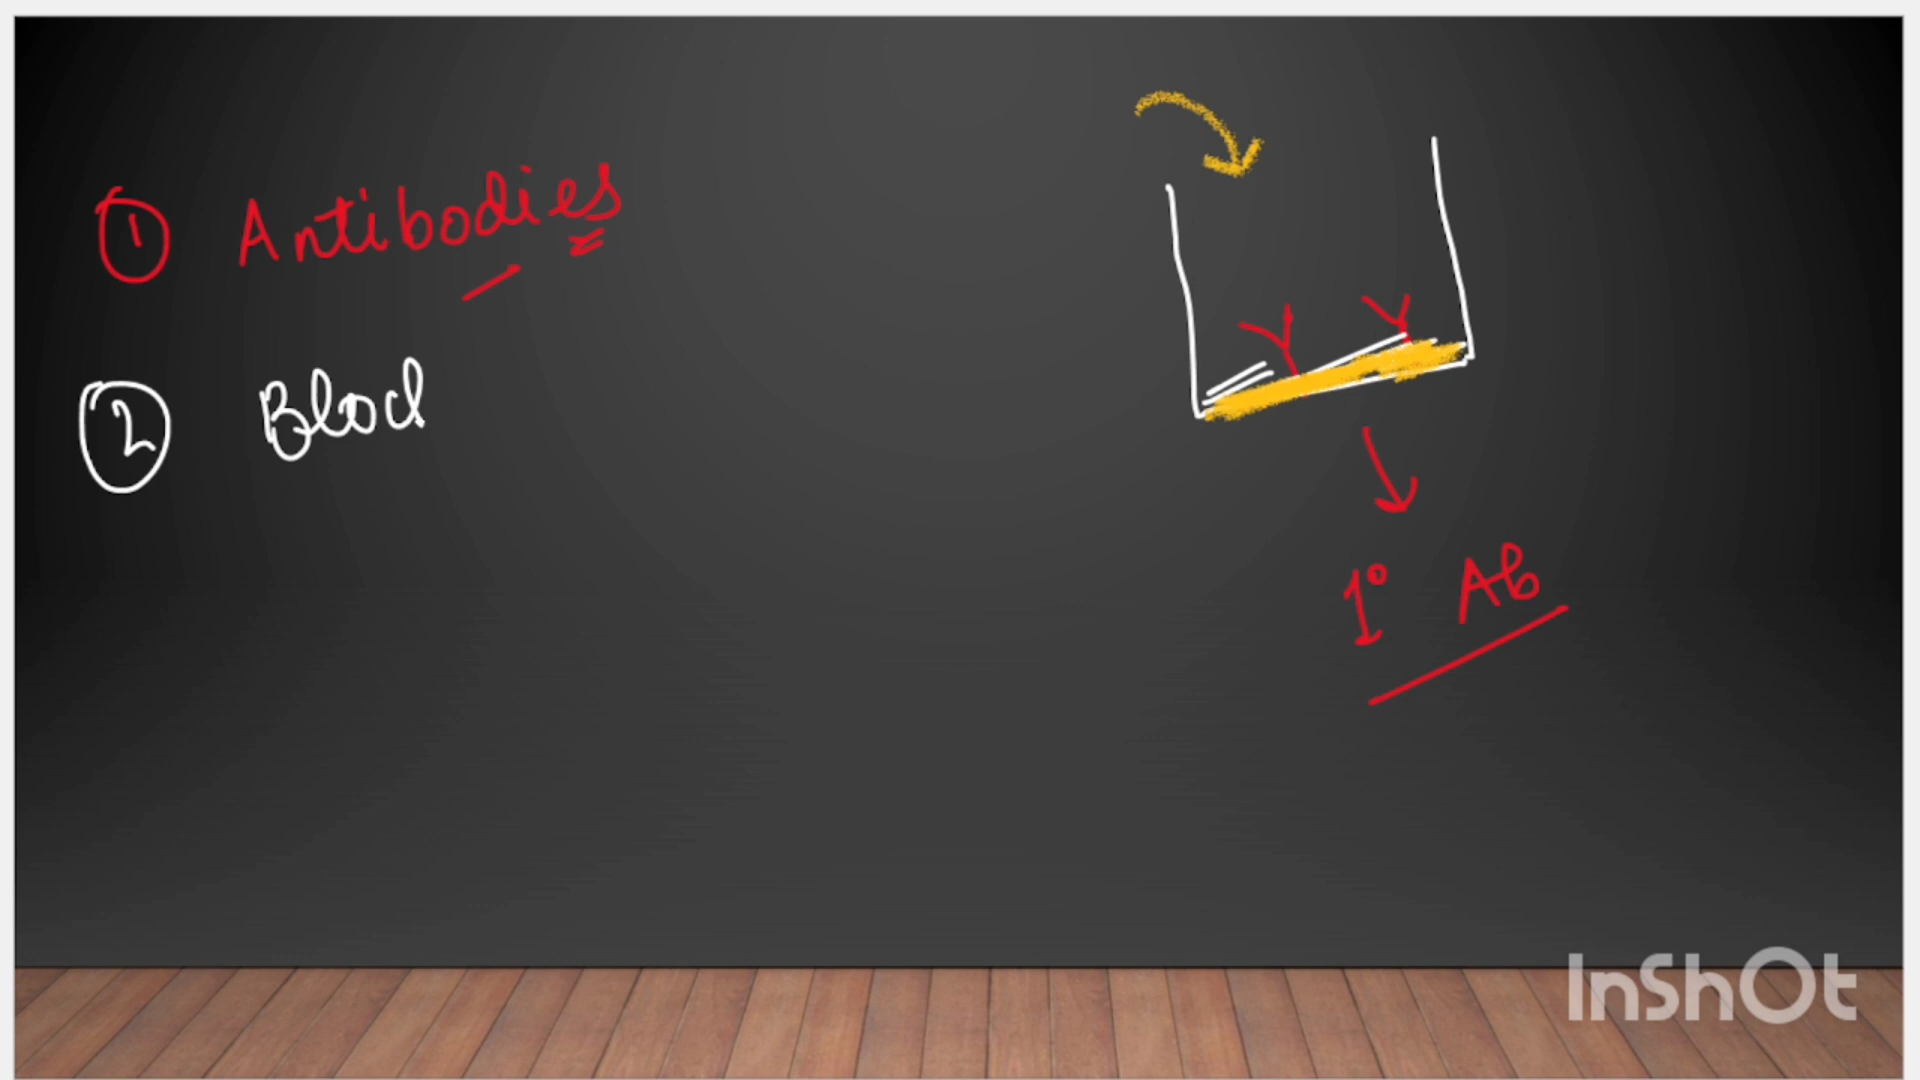 ① Antibodies
② Blod
1° Ab
InShOt